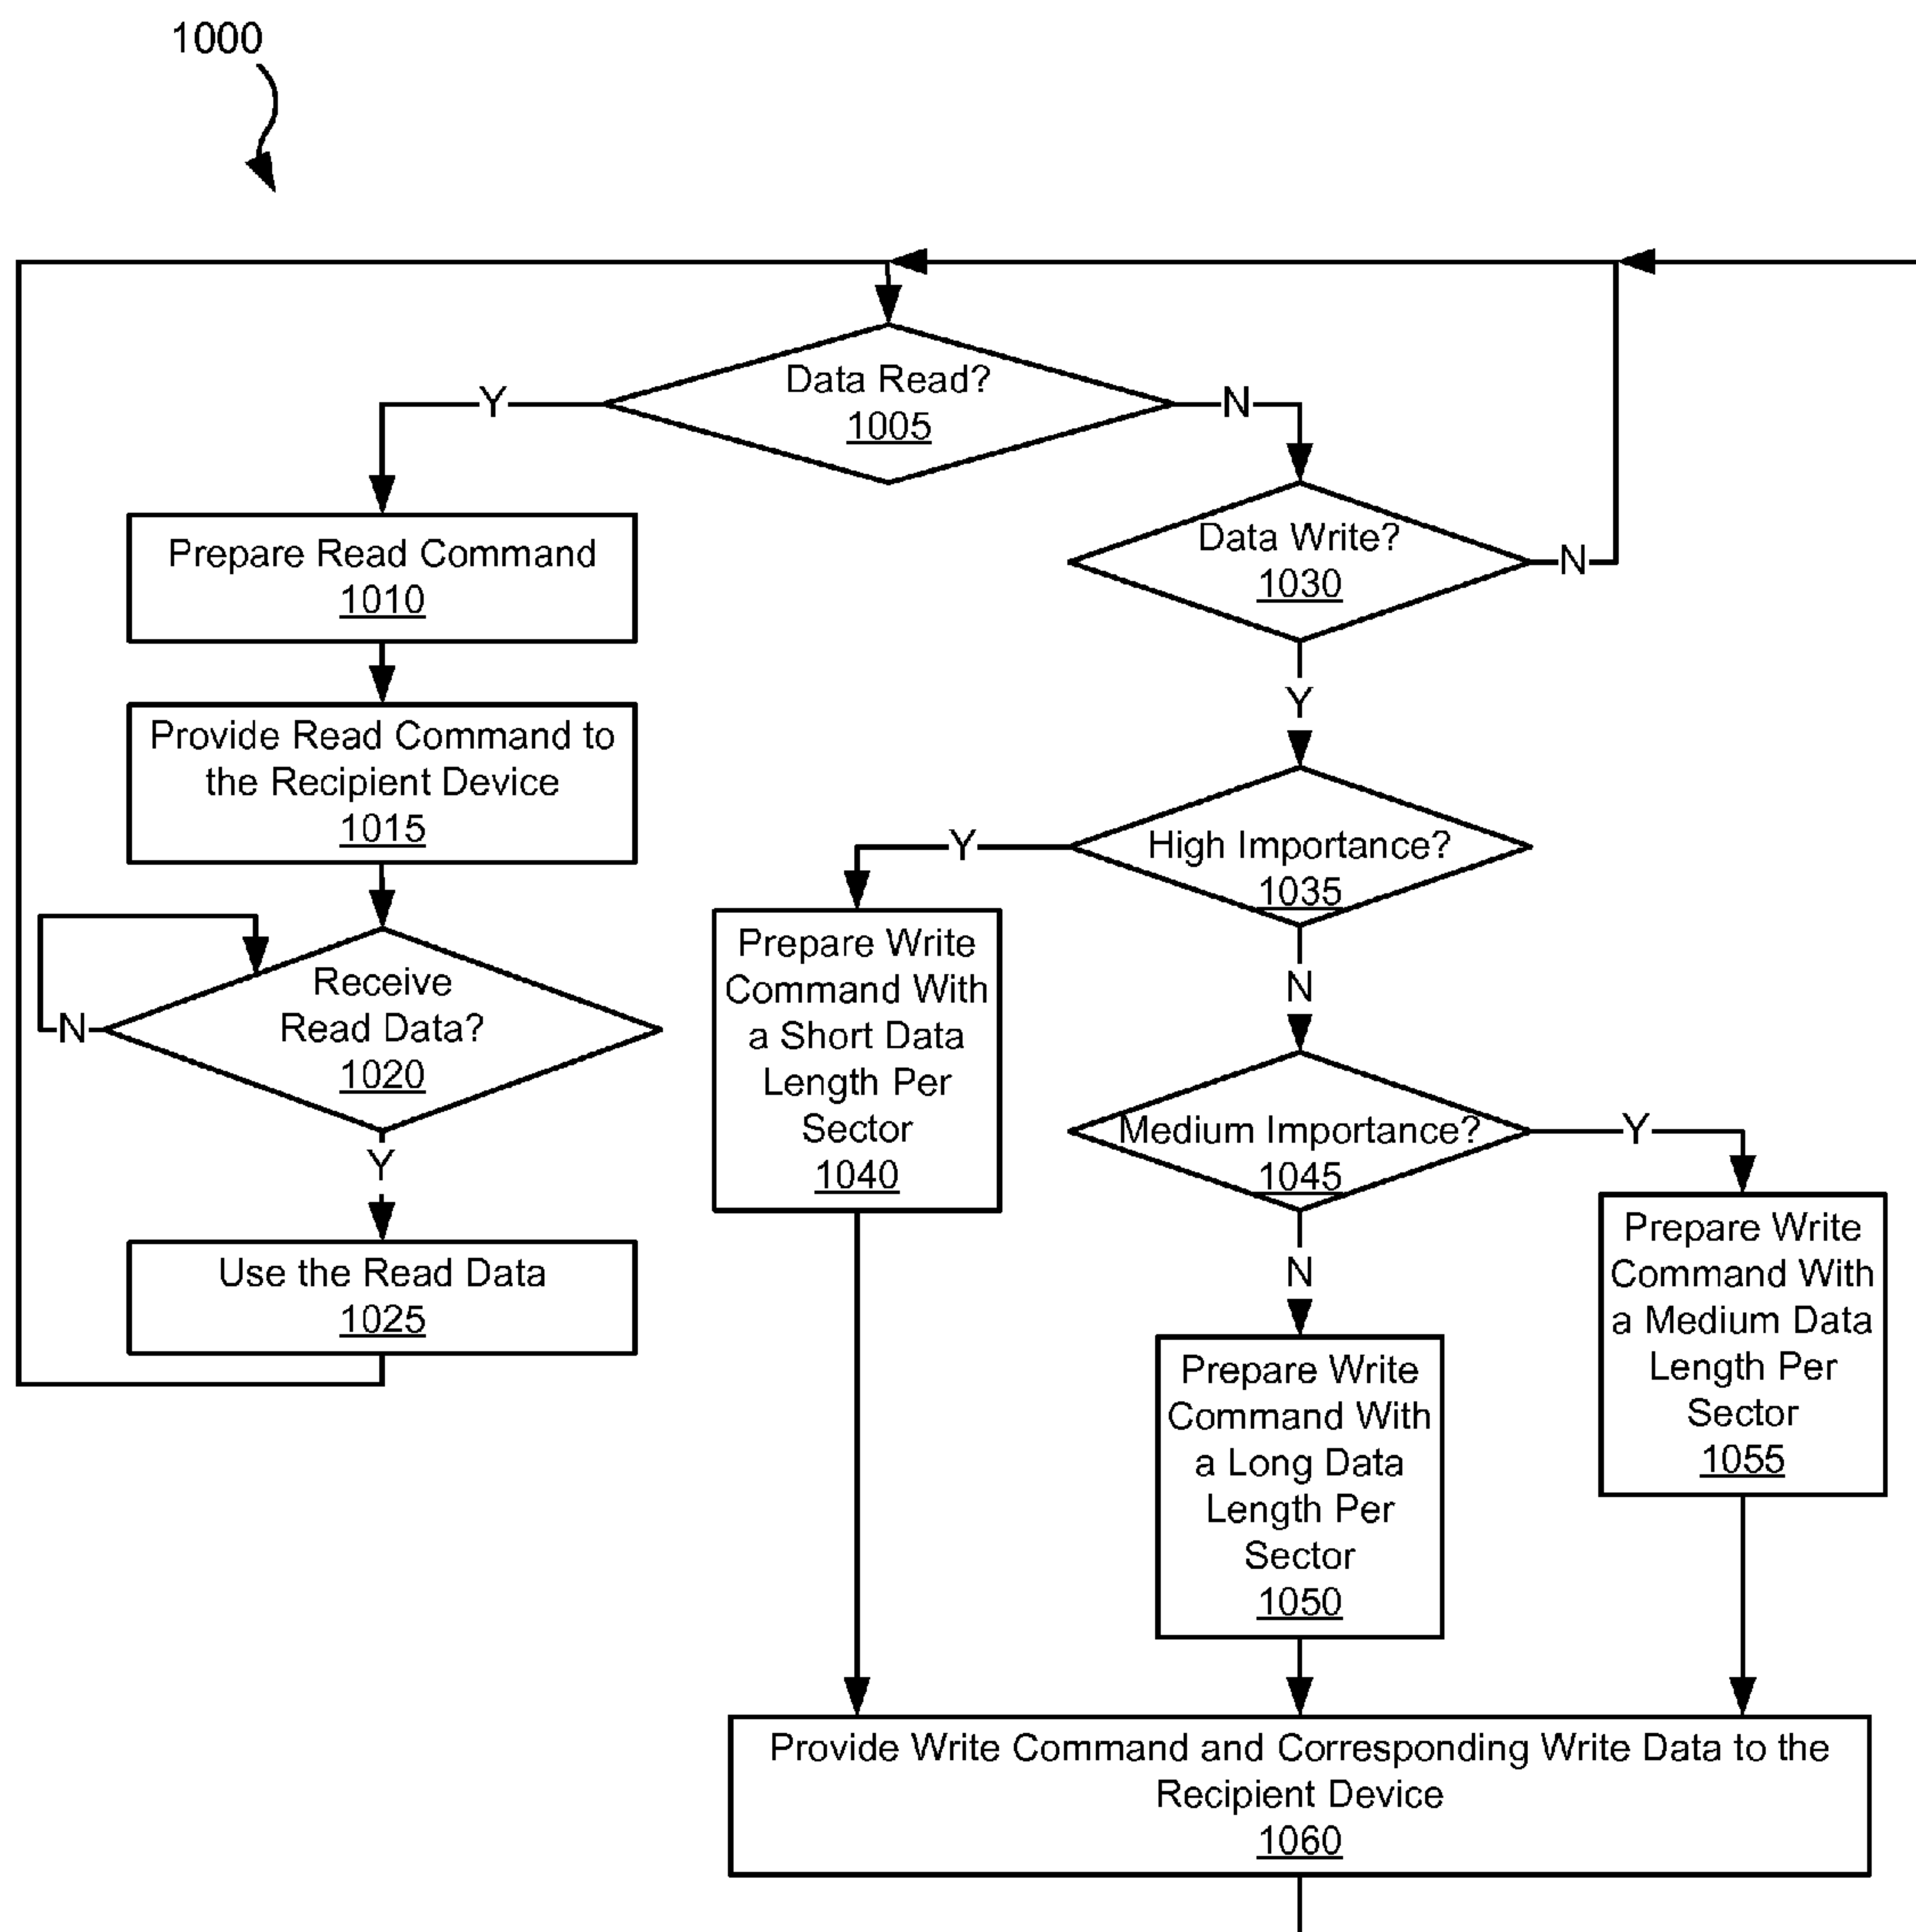 1000
Data Read?
1005
Y
N
Prepare Read Command
1010
Data Write?
1030
N
Y
Provide Read Command to
the Recipient Device
1015
High Importance?
1035
Y
N
Receive
Read Data?
1020
N
Y
Prepare Write
Command With
a Short Data
Length Per
Sector
1040
Medium Importance?
1045
Y
N
Use the Read Data
1025
Prepare Write
Command With
a Medium Data
Length Per
Sector
1055
Prepare Write
Command With
a Long Data
Length Per
Sector
1050
Provide Write Command and Corresponding Write Data to the
Recipient Device
1060